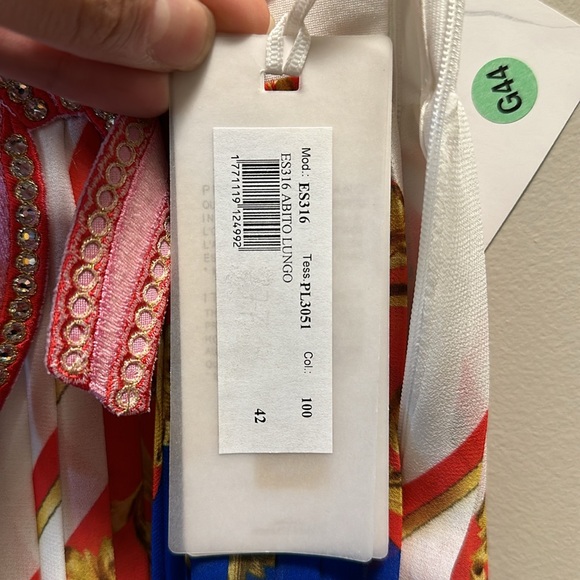 Mod.: ES316 Tess. PL3051 Col.: 100
ES316 ABITO LUNGO 42
1771119124992
G44